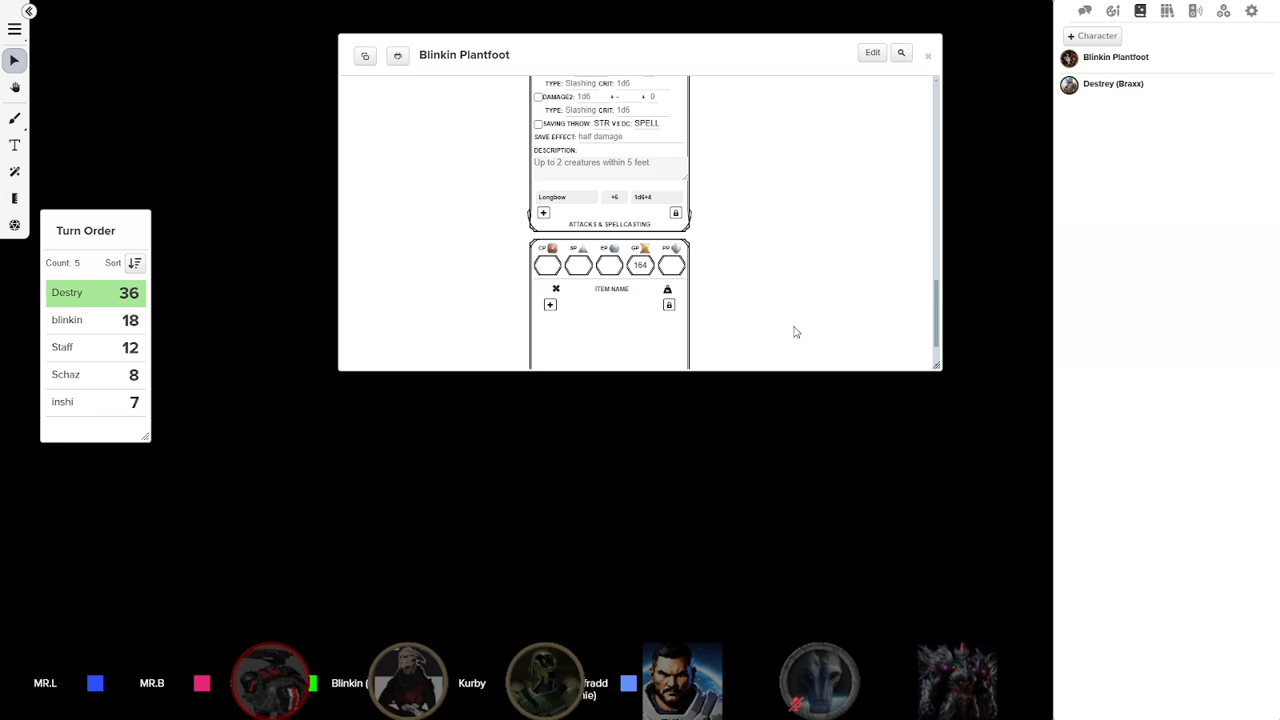 Blinkin Plantfoot
Edit
+ Character
Blinkin Plantfoot
Destrey (Braxx)
TYPE: Slashing CRIT: 1d6
DAMAGE2: 1d6 + - + 0
TYPE: Slashing CRIT: 1d6
SAVING THROW: STR VS DC: SPELL
SAVE EFFECT: half damage
DESCRIPTION:
Up to 2 creatures within 5 feet
Longbow +6 1d6+4
+
ATTACKS & SPELLCASTING
CP SP EP GP PP
164
ITEM NAME
+
Turn Order
Count: 5 Sort
Destry 36
blinkin 18
Staff 12
Schaz 8
inshi 7
MR.L
MR.B
Blinkin (
Kurby
fradd
nie)